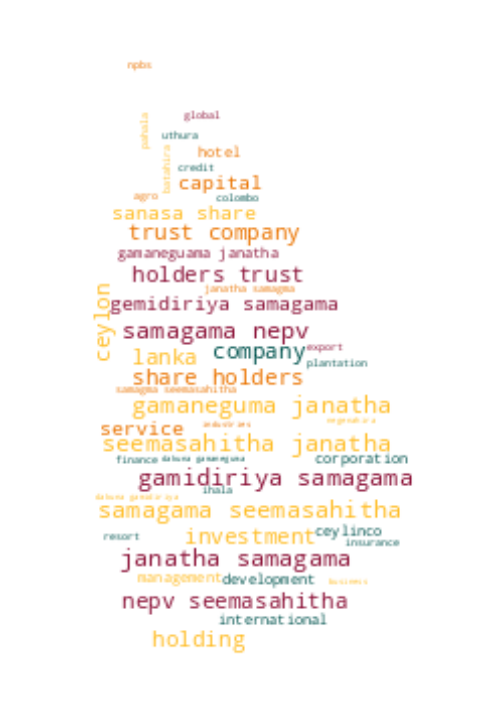 npbs
global
pahala
uthura
hotel
batahira
credit
capital
agro
colombo
sanasa share
trust company
gamaneguama janatha
holders trust
janatha samagma
ceylon
gemidiriya samagama
samagama nepv
company
export
lanka
plantation
share holders
samagma seemasahitha
gamaneguma janatha
vegenahira
service
industries
seemasahitha janatha
finance
dakuna gamaneguma
corporation
gamidiriya samagama
ihala
dakuna gamidiriya
samagama seemasahitha
resort
investment
ceylinco
insurance
janatha samagama
management
development
business
nepv seemasahitha
international
holding